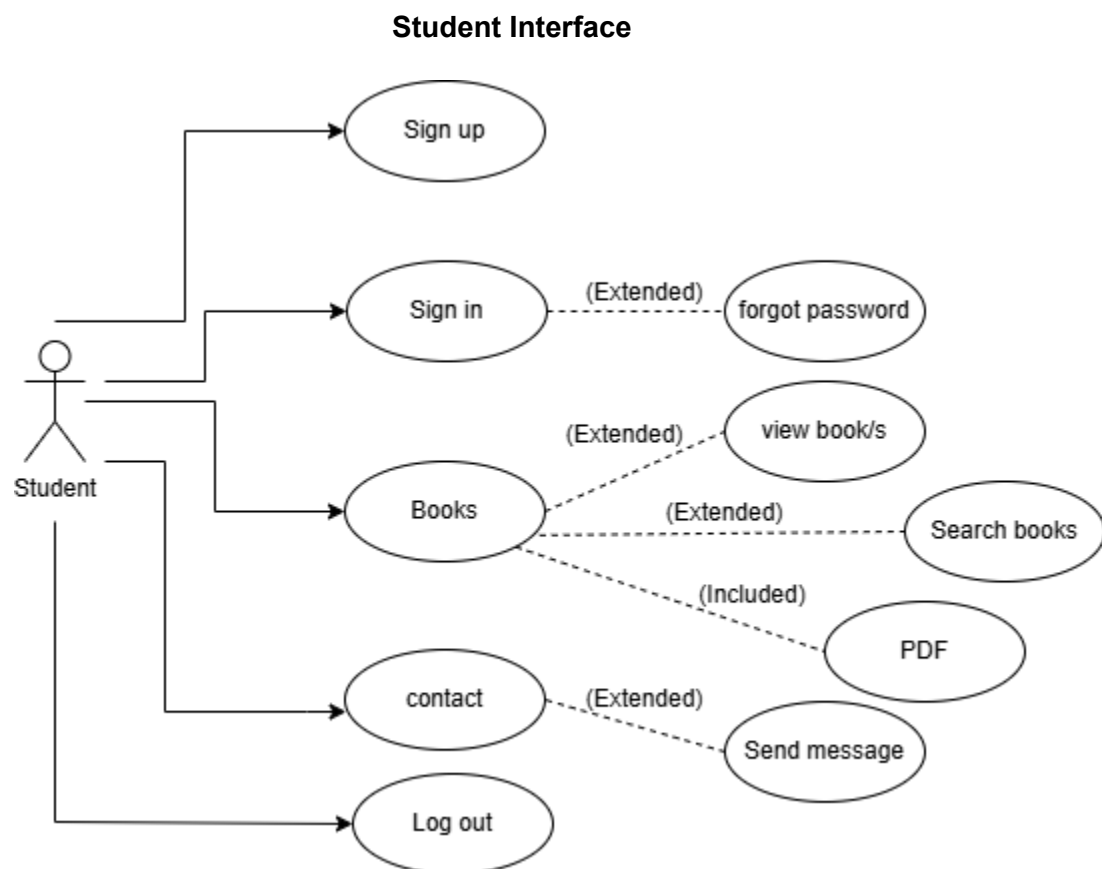 Student Interface
Sign up
Sign in
(Extended)
forgot password
(Extended)
view book/s
Student
Books
(Extended)
Search books
(Included)
PDF
contact
(Extended)
Send message
Log out